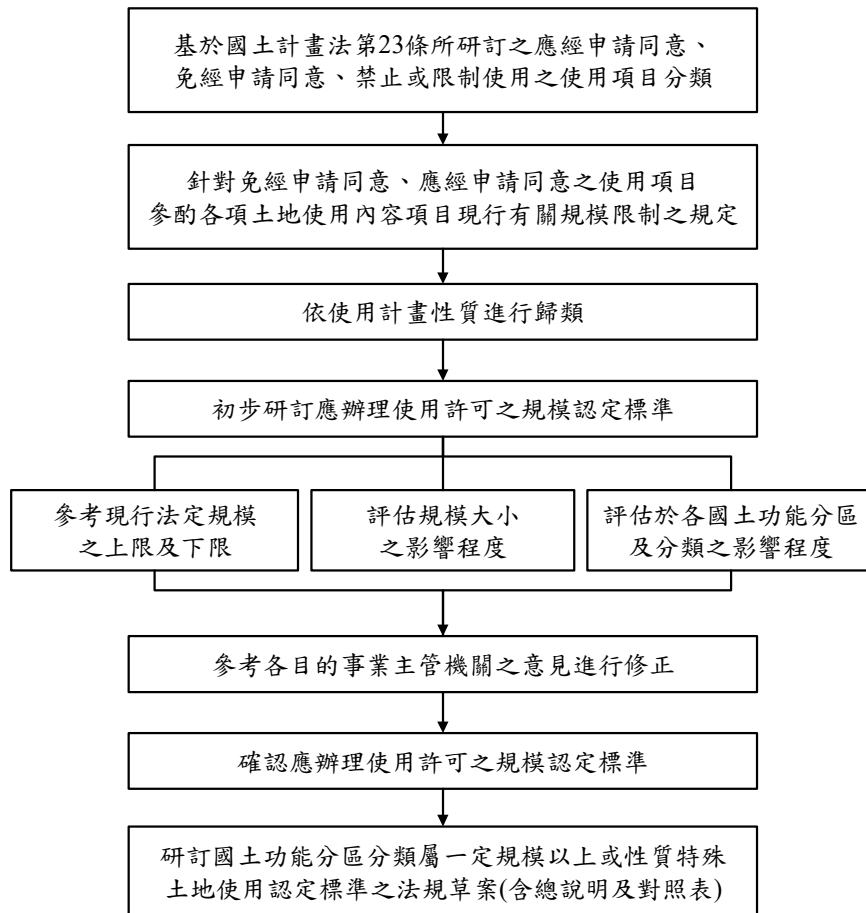 基於國土計畫法第23條所研訂之應經申請同意、
免經申請同意、禁止或限制使用之使用項目分類
針對免經申請同意、應經申請同意之使用項目
參酌各項土地使用內容項目現行有關規模限制之規定
依使用計畫性質進行歸類
初步研訂應辦理使用許可之規模認定標準
參考現行法定規模
之上限及下限
評估規模大小
之影響程度
評估於各國土功能分區
及分類之影響程度
參考各目的事業主管機關之意見進行修正
確認應辦理使用許可之規模認定標準
研訂國土功能分區分類屬一定規模以上或性質特殊
土地使用認定標準之法規草案(含總說明及對照表)